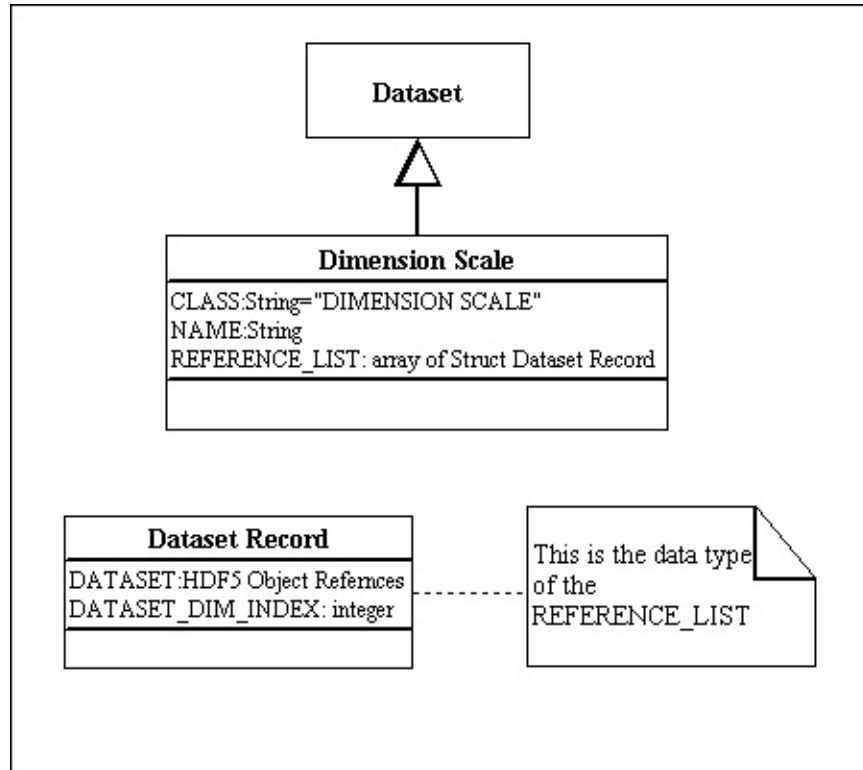 Dataset
Dimension Scale
CLASS:String="DIMENSION SCALE"
NAME:String
REFERENCE_LIST: array of Struct Dataset Record
Dataset Record
DATASET:HDF5 Object Refernces
DATASET_DIM_INDEX: integer
This is the data type
of the
REFERENCE_LIST